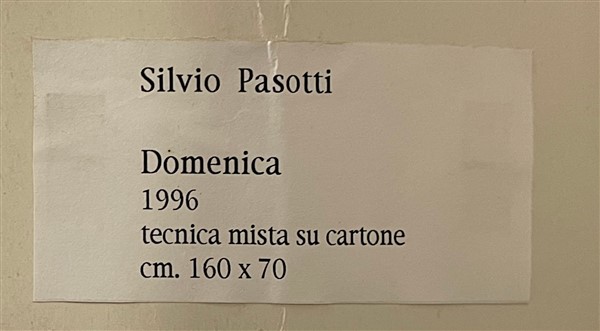 Silvio Pasotti
Domenica
1996
tecnica mista su cartone
cm. 160 x 70